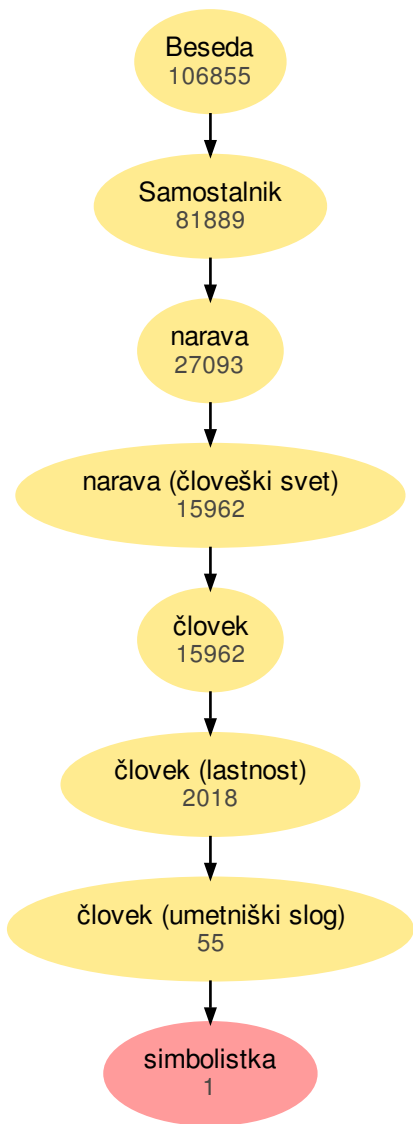 Beseda
106855
Samostalnik
81889
narava
27093
narava (človeški svet)
15962
človek
15962
človek (lastnost)
2018
človek (umetniški slog)
55
simbolistka
1